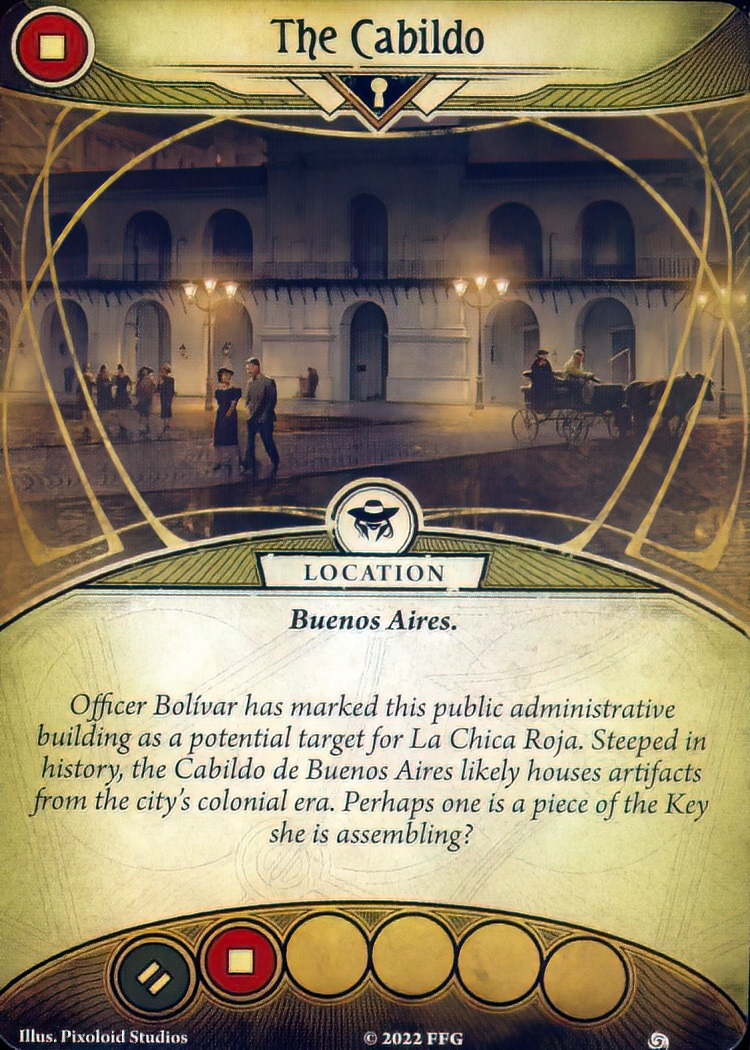 The Cabildo
LOCATION
Buenos Aires.
Officer Bolívar has marked this public administrative
building as a potential target for La Chica Roja. Steeped in
history, the Cabildo de Buenos Aires likely houses artifacts
from the city's colonial era. Perhaps one is a piece of the Key
she is assembling?
Illus. Pixoloid Studios © 2022 FFG